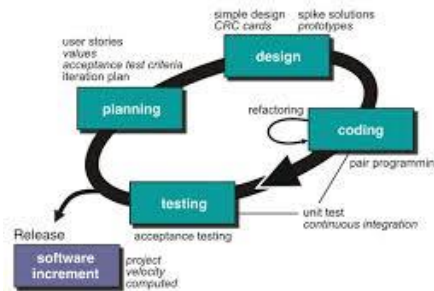 simple design
CRC cards
spike solutions
prototypes
user stories
values
acceptance test criteria
iteration plan
design
planning
refactoring
coding
pair programmin
testing
unit test
continuous integration
acceptance testing
Release
software
increment
project
velocity
computed